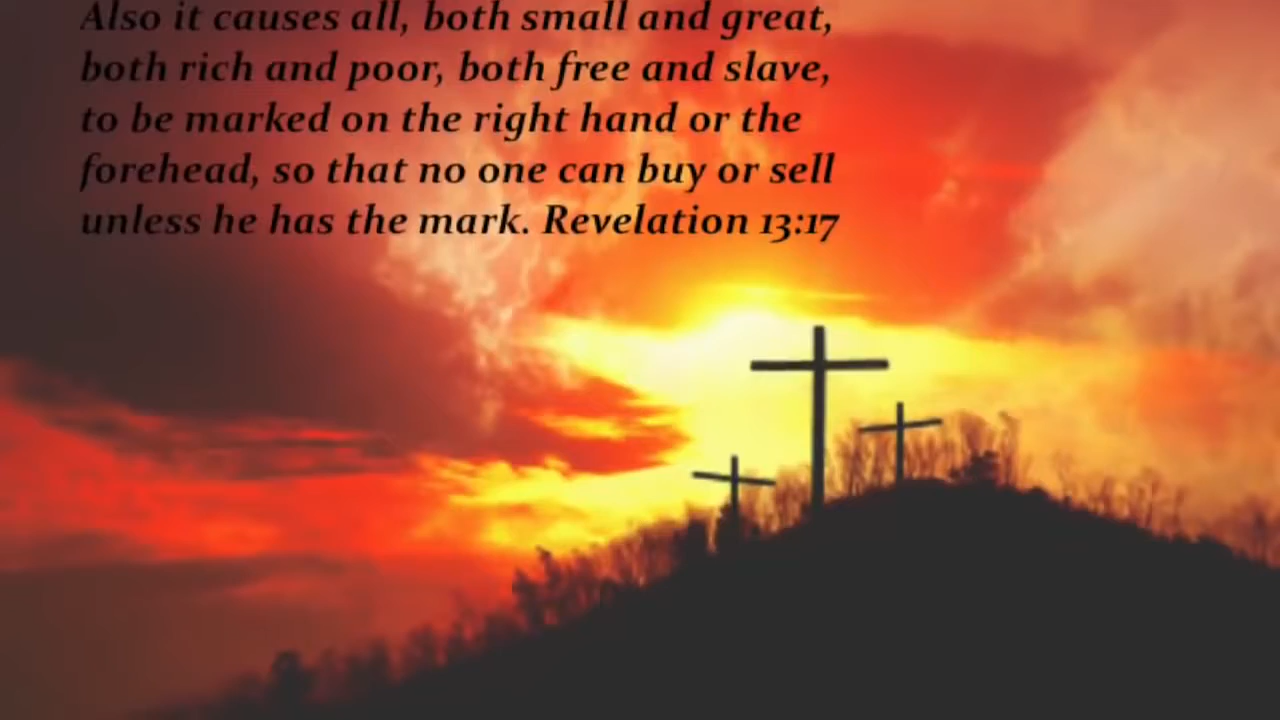 Also it causes all, both small and great,
both rich and poor, both free and slave,
to be marked on the right hand or the
forehead, so that no one can buy or sell
unless he has the mark. Revelation 13:17